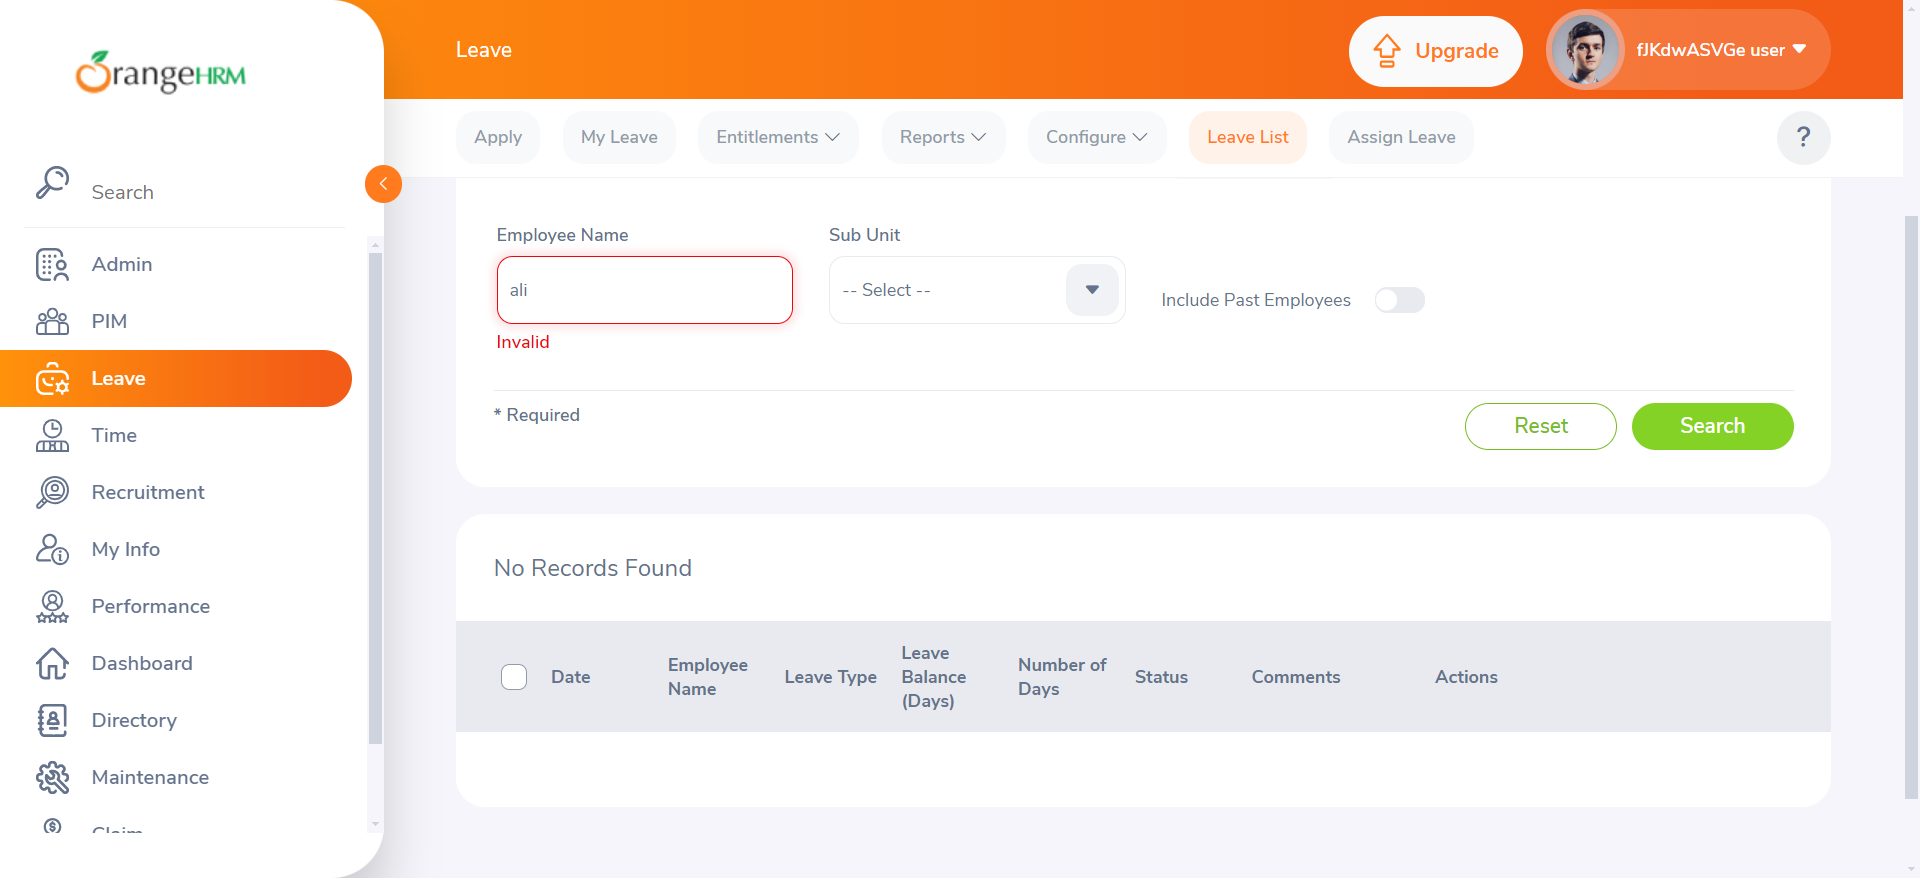 OrangeHRM
Leave
Upgrade
fJKdwASVGe user
Apply
My Leave
Entitlements
Reports
Configure
Leave List
Assign Leave
?
Search
Admin
PIM
Leave
Time
Recruitment
My Info
Performance
Dashboard
Directory
Maintenance
Claim
Employee Name
Sub Unit
ali
-- Select --
Include Past Employees
Invalid
* Required
Reset
Search
No Records Found
Date
Employee
Name
Leave Type
Leave
Balance
(Days)
Number of
Days
Status
Comments
Actions